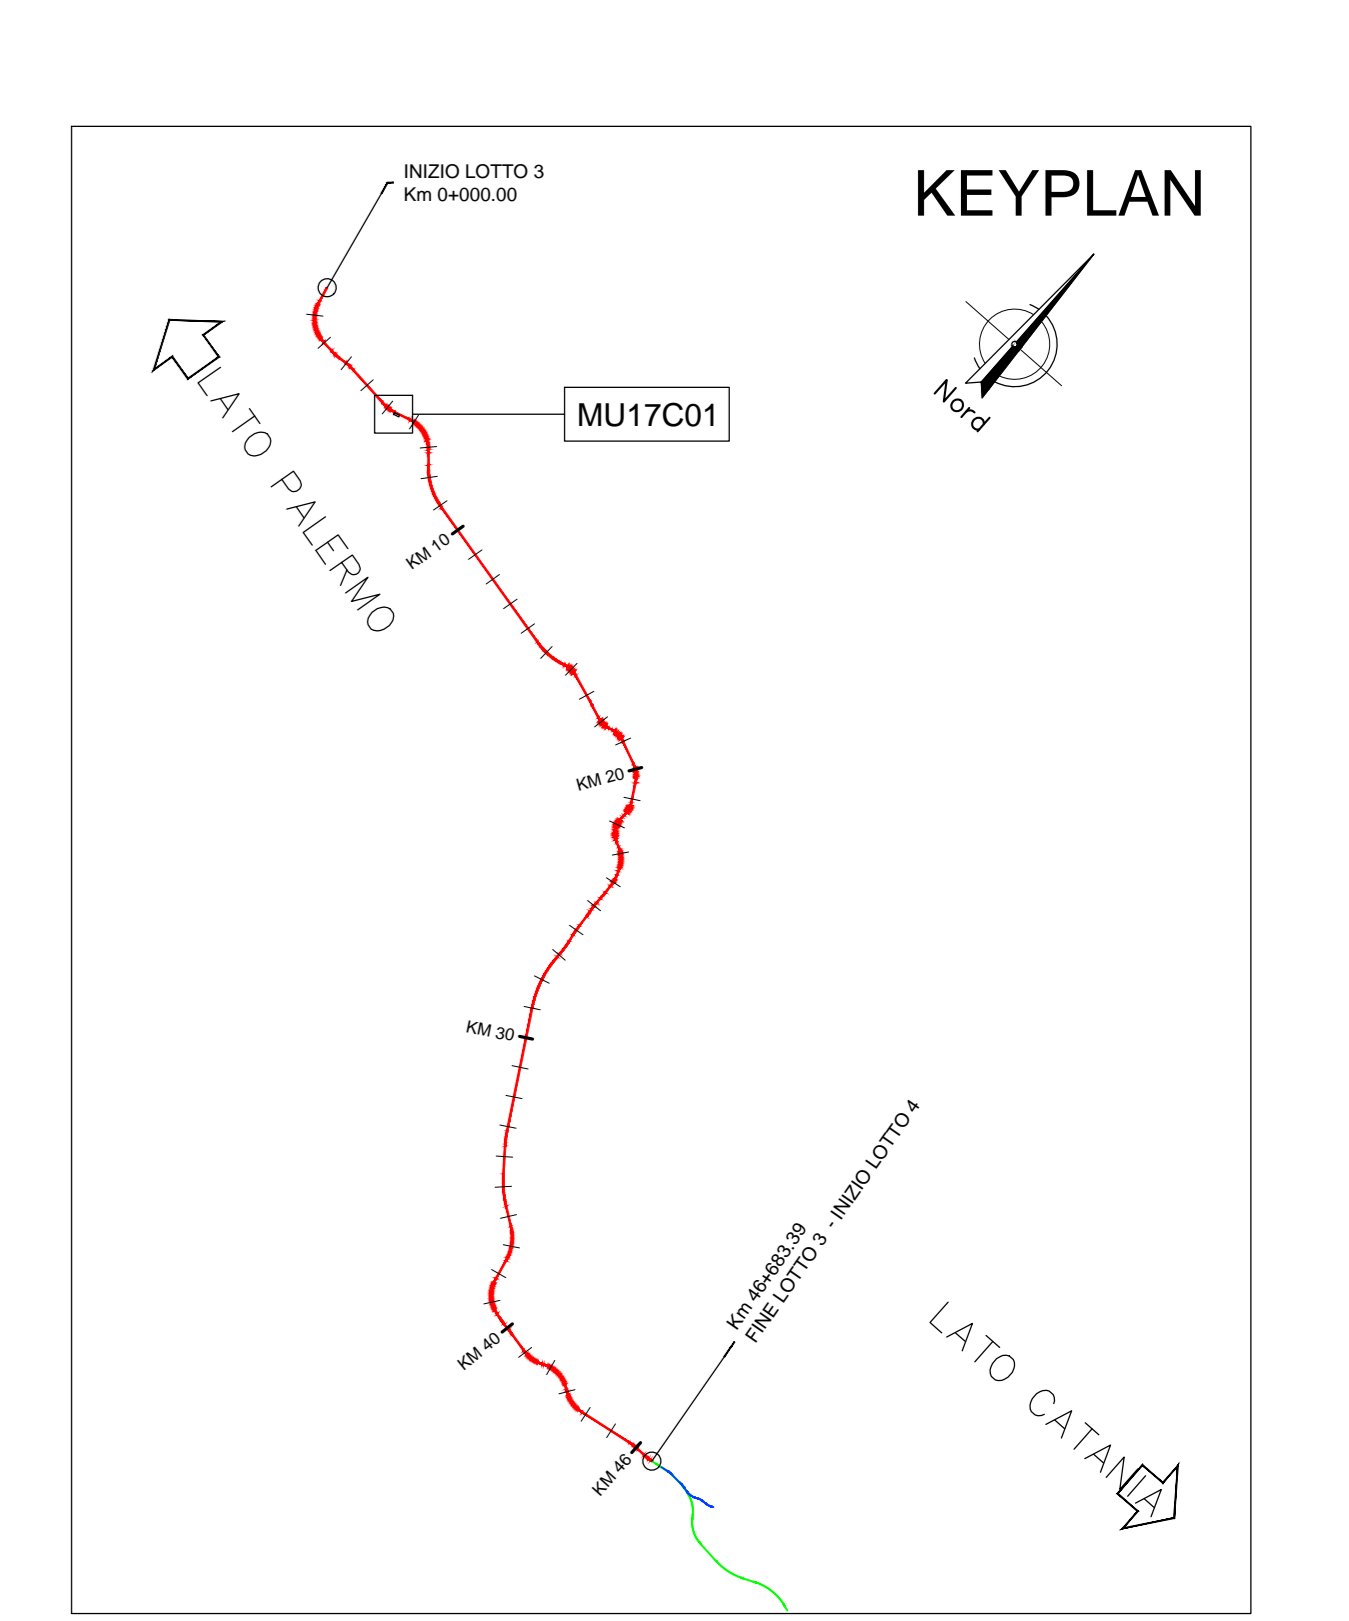 INIZIO LOTTO 3
Km 0+000.00
KEYPLAN
Nord
LATO PALERMO
MU17C01
KM 10
KM 20
KM 30
KM 40
KM 46
Km 46+683.39
FINE LOTTO 3 - INIZIO LOTTO 4
LATO CATANIA